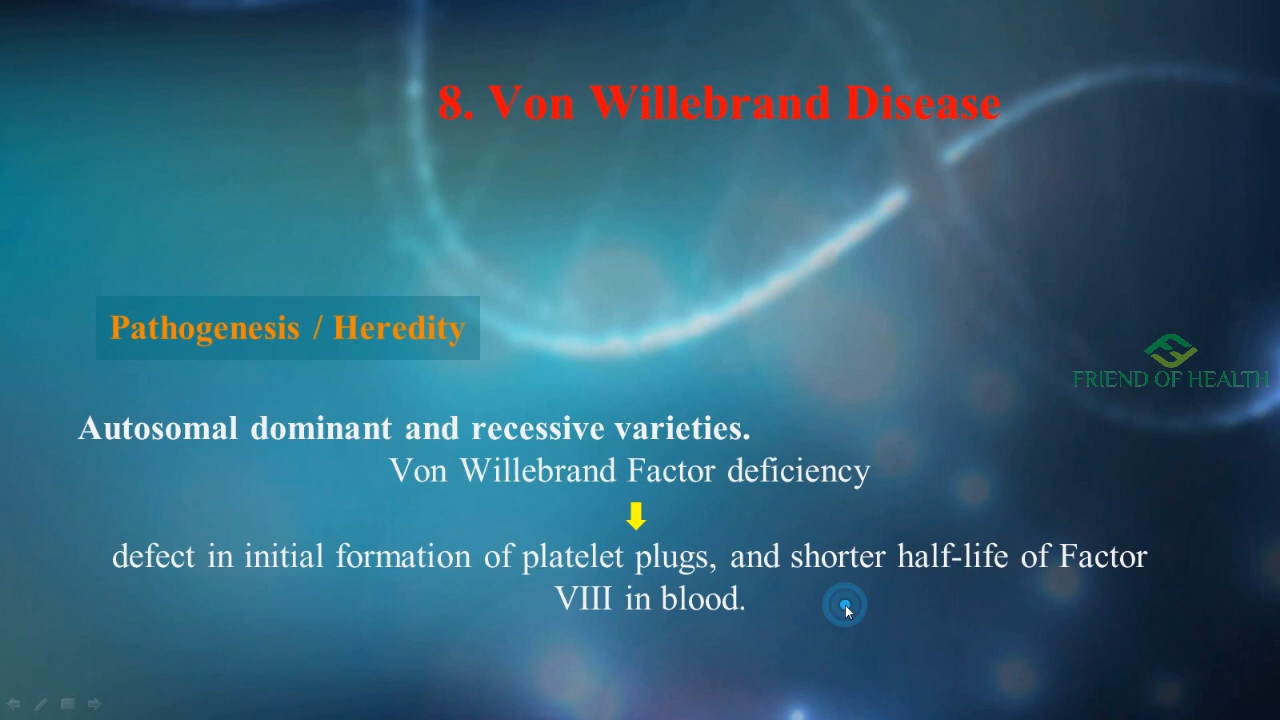 8. Von Willebrand Disease
Pathogenesis / Heredity
FRIEND OF HEALTH
Autosomal dominant and recessive varieties.
Von Willebrand Factor deficiency
defect in initial formation of platelet plugs, and shorter half-life of Factor
VIII in blood.